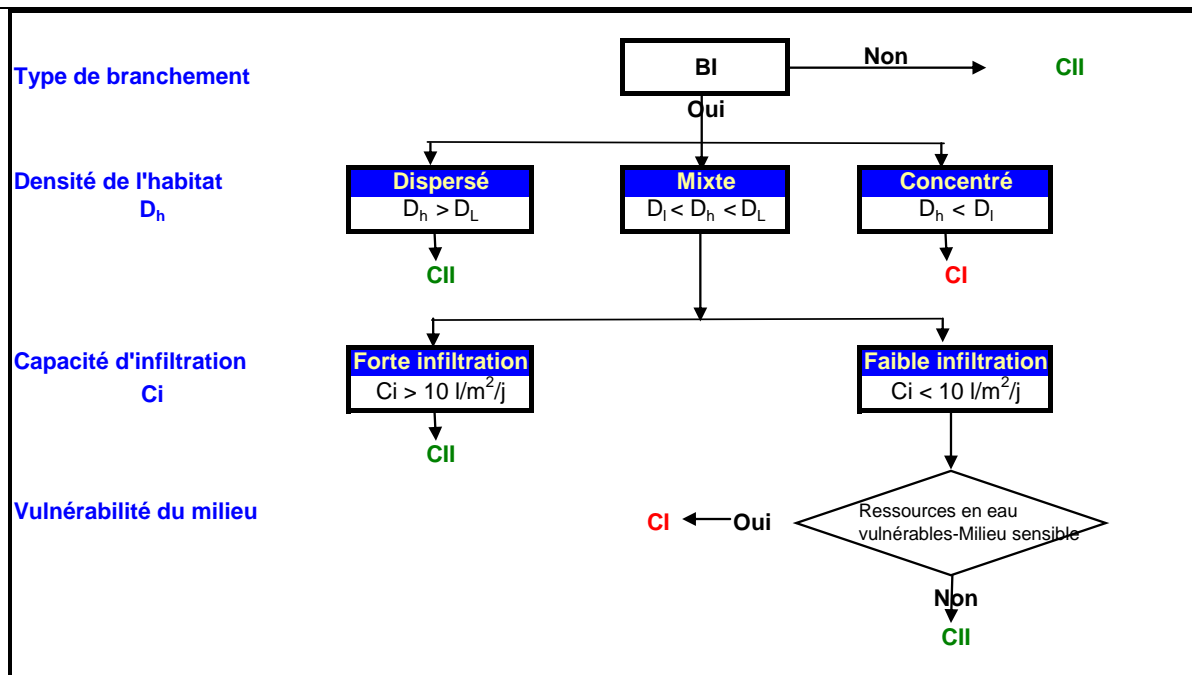 Type de branchement
BI
Non
CII
Oui
Densité de l'habitat
Dh
Dispersé
Dh > DL
Mixte
Dl < Dh < DL
Concentré
Dh < Dl
CII
CI
Capacité d'infiltration
Ci
Forte infiltration
Ci > 10 l/m²/j
Faible infiltration
Ci < 10 l/m²/j
CII
Vulnérabilité du milieu
CI
Oui
Ressources en eau
vulnérables-Milieu sensible
Non
CII